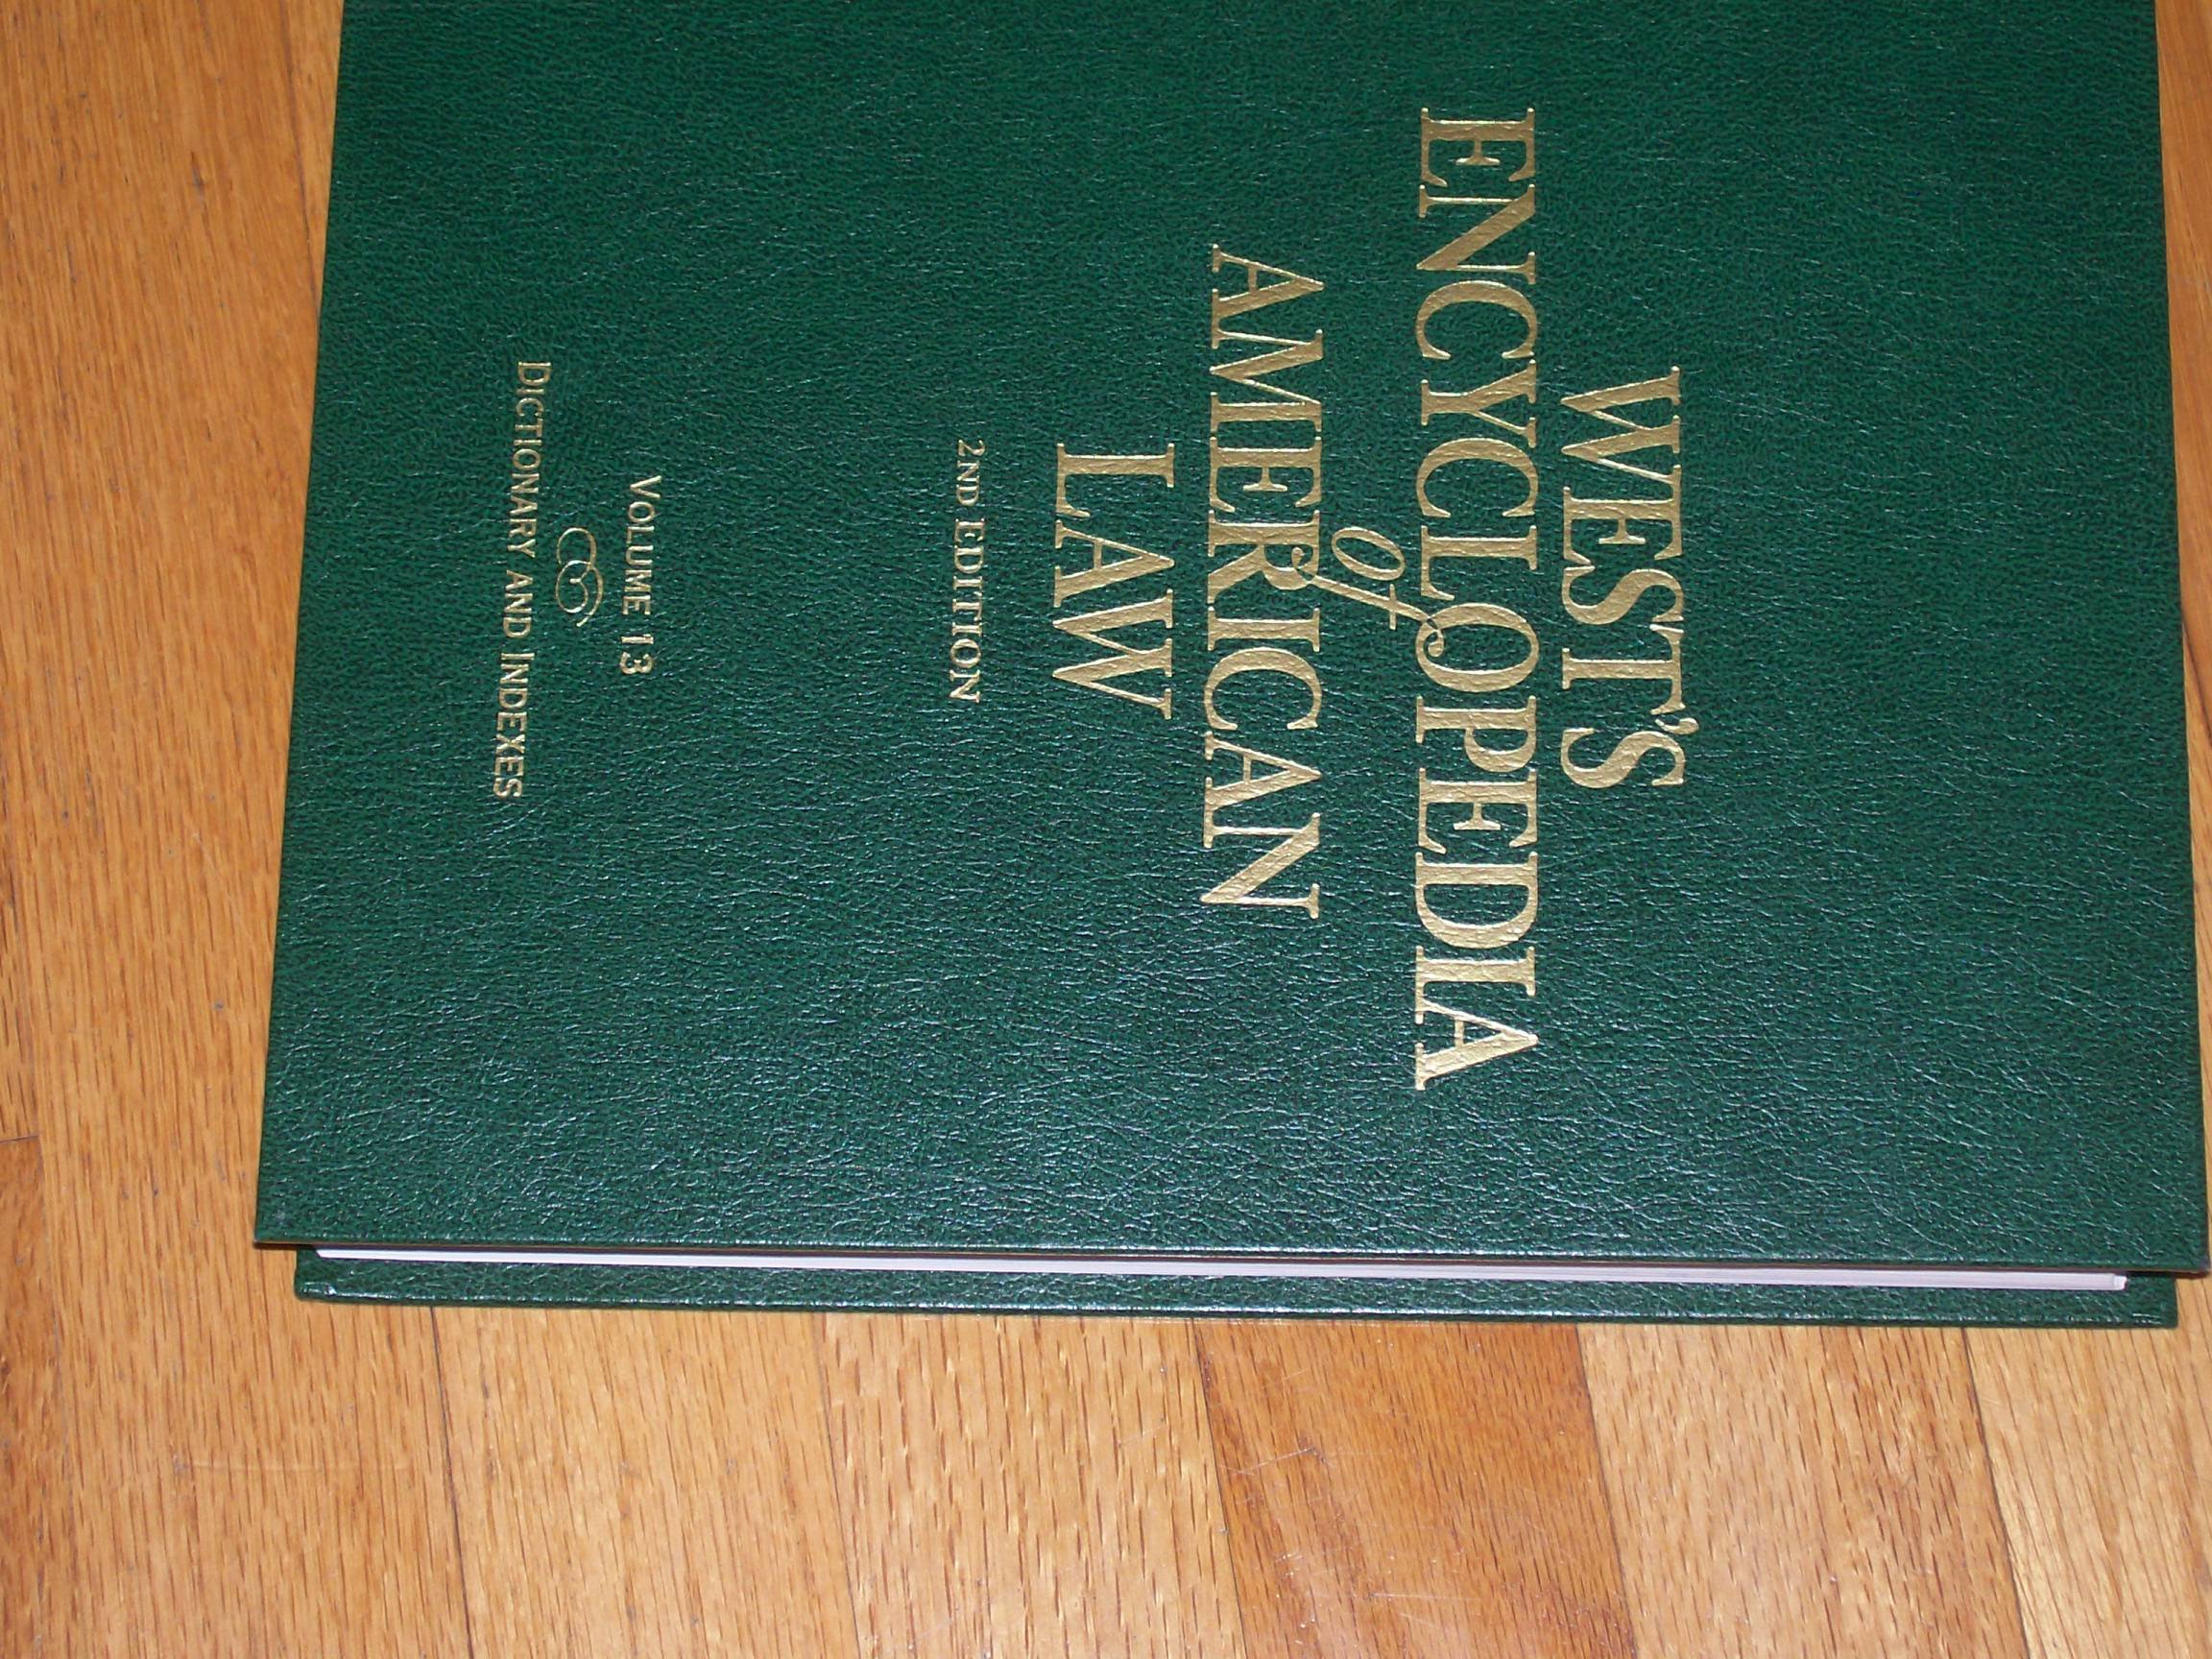 WEST'S
ENCYCLOPEDIA
of
AMERICAN
LAW
2ND EDITION
VOLUME 13
DICTIONARY AND INDEXES